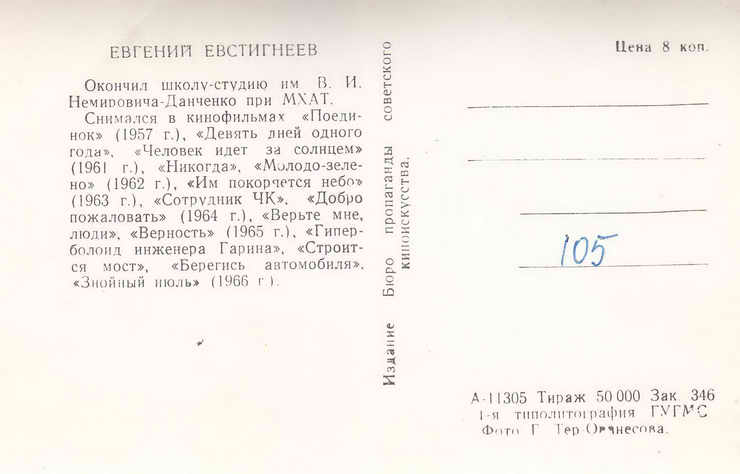 ЕВГЕНИЙ ЕВСТИГНЕЕВ
Окончил школу-студию им В. И.
Немировича-Данченко при МХАТ.
Снимался в кинофильмах «Поеди-
нок» (1957 г.), «Девять дней одного
года», «Человек идет за солнцем»
(1961 г.), «Никогда», «Молодо-зеле-
но» (1962 г.), «Им покорчется небо»
(1963 г.), «Сотрудник ЧК», «Добро
пожаловать» (1964 г.), «Верьте мне,
люди», «Верность» (1965 г.), «Гипер-
болоид инженера Гарина», «Строит-
ся мост», «Берегись автомобиля»,
«Знойный июль» (1966 г.).
Издание Бюро пропаганды советского
киноискусства.
Цена 8 коп.
105
А-11305 Тираж 50 000 Зак 346
1-я типолитография ГУГМС
Фото Г. Тер-Ованесова.